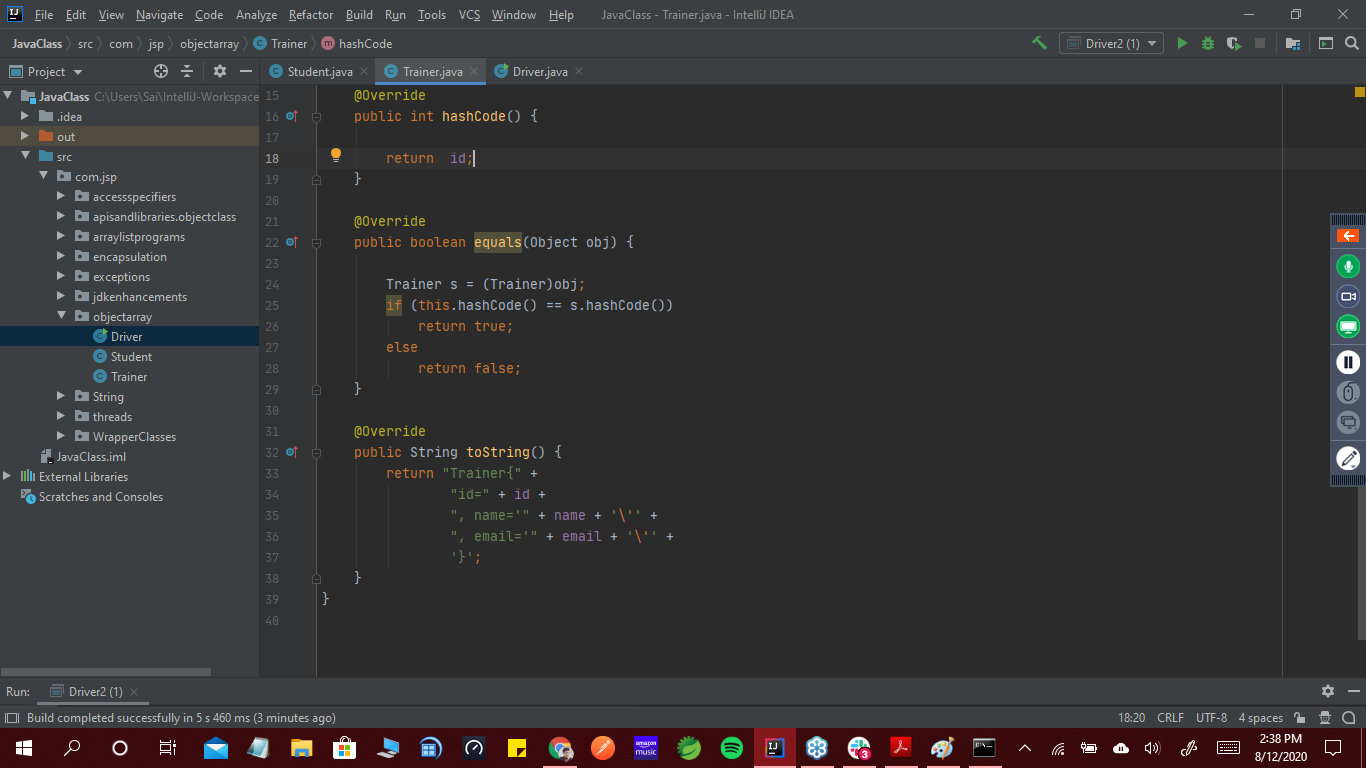 File Edit View Navigate Code Analyze Refactor Build Run Tools VCS Window Help JavaClass - Trainer.java - IntelliJ IDEA
JavaClass src com jsp objectarray Trainer hashCode Driver2 (1)
Project Student.java Trainer.java Driver.java
JavaClass C:\Users\Sai\IntelliJ-Workspace
.idea
out
src
com.jsp
accessspecifiers
apisandlibraries.objectclass
arraylistprograms
encapsulation
exceptions
jdkenhancements
objectarray
Driver
Student
Trainer
String
threads
WrapperClasses
JavaClass.iml
External Libraries
Scratches and Consoles
15 @Override
16 public int hashCode() {
17
18 return  id;
19 }
20
21 @Override
22 public boolean equals(Object obj) {
23
24 Trainer s = (Trainer)obj;
25 if (this.hashCode() == s.hashCode())
26 return true;
27 else
28 return false;
29 }
30
31 @Override
32 public String toString() {
33 return "Trainer{" +
34 "id=" + id +
35 ", name='" + name + '\'' +
36 ", email='" + email + '\'' +
37 '}';
38 }
39 }
40
Run: Driver2 (1)
Build completed successfully in 5 s 460 ms (3 minutes ago) 18:20 CRLF UTF-8 4 spaces
amazon music 3 2:38 PM
8/12/2020